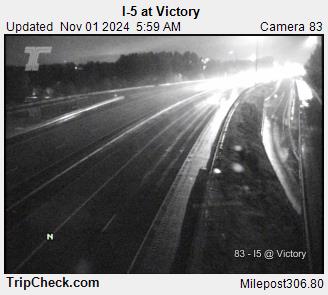 I-5 at Victory
Updated  Nov 01 2024  5:59 AM    Camera 83
T
N
83 - I5 @ Victory
TripCheck.com    Milepost306.80